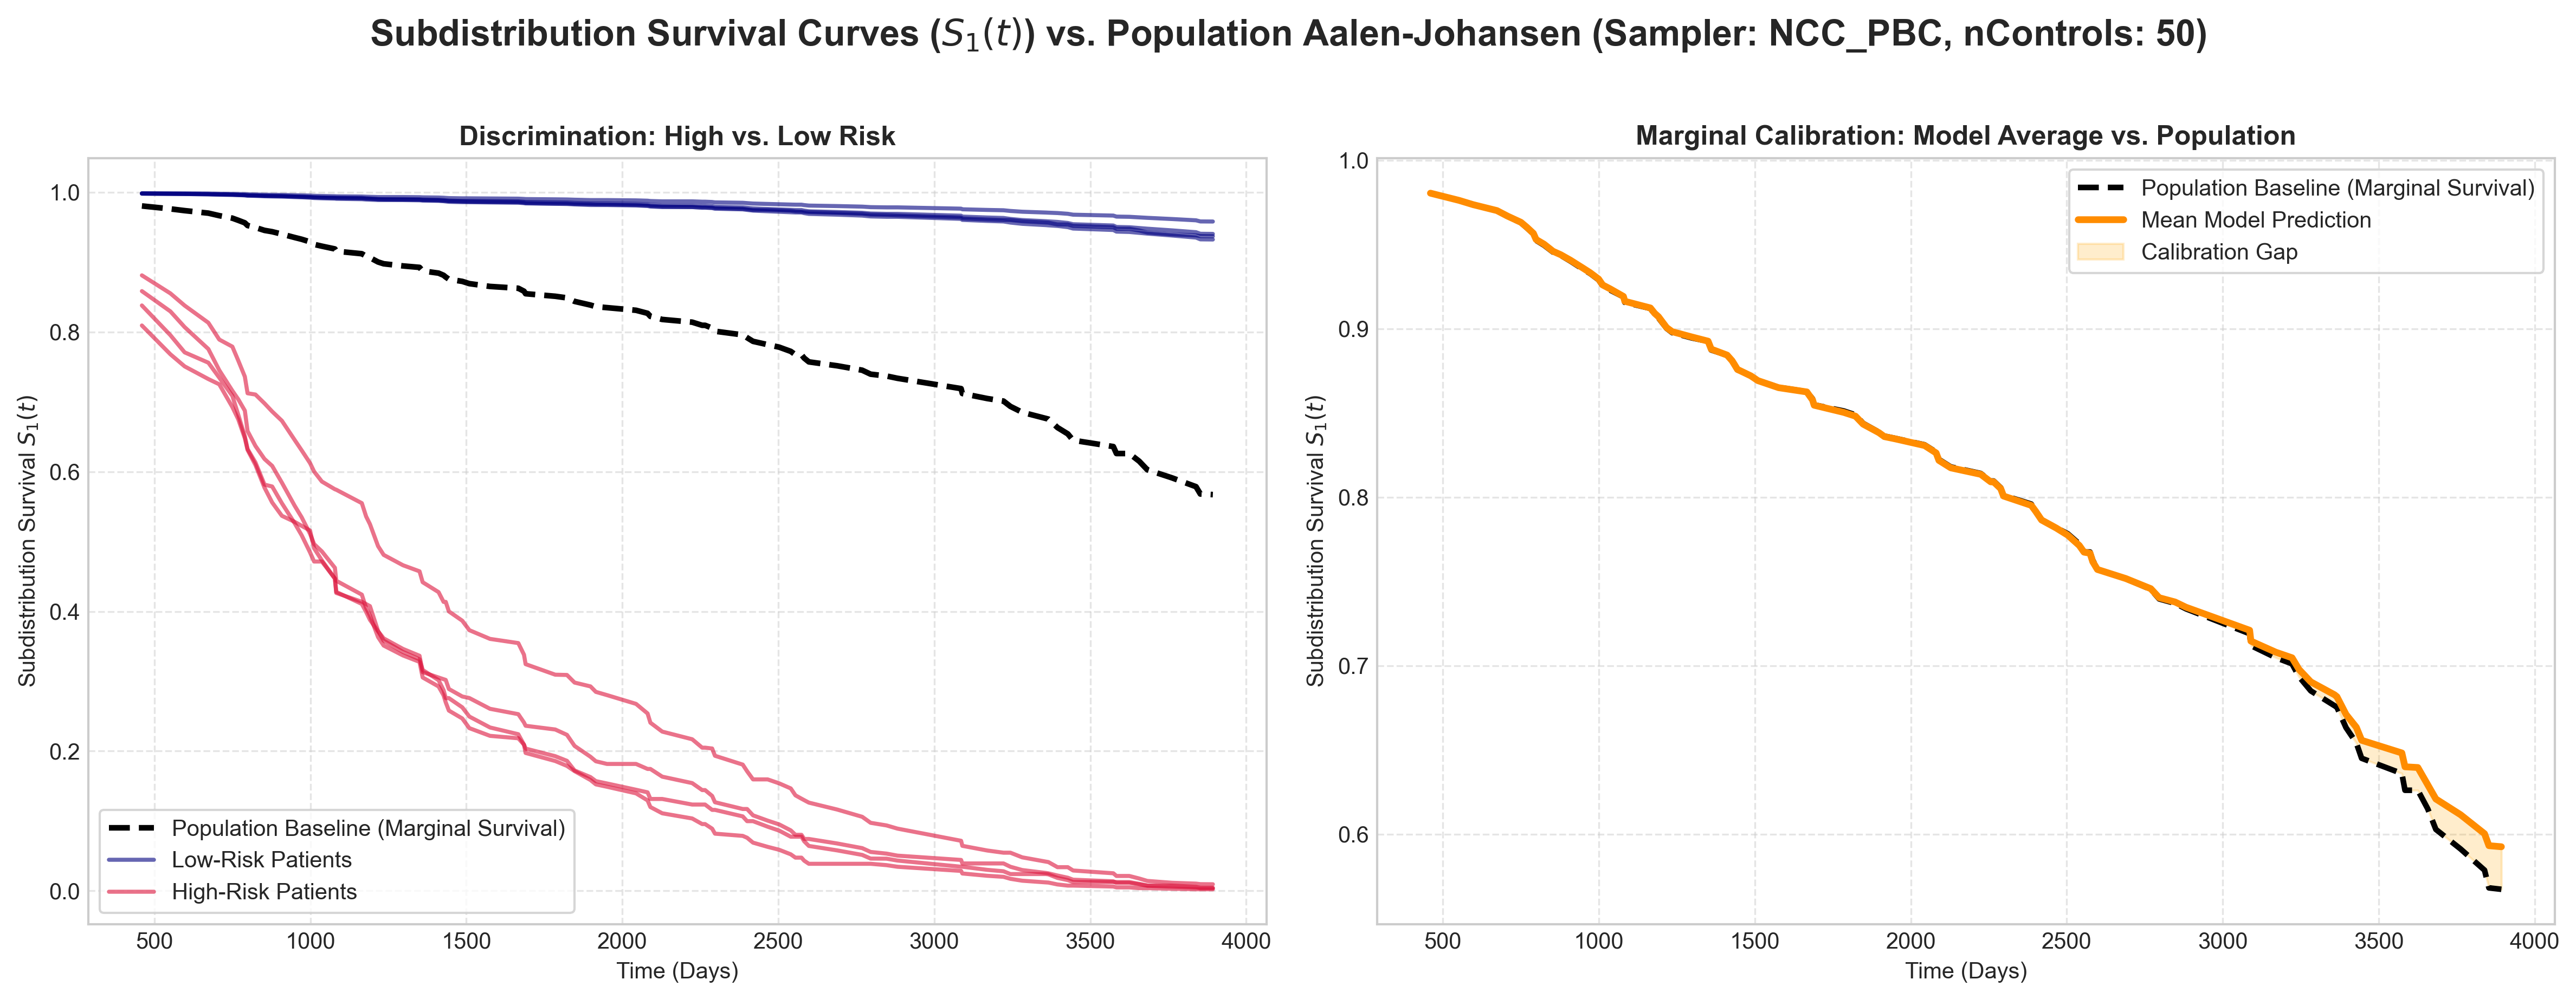 Subdistribution Survival Curves (S₁(t)) vs. Population Aalen-Johansen (Sampler: NCC_PBC, nControls: 50)
Discrimination: High vs. Low Risk
Subdistribution Survival S₁(t)
1.0
0.8
0.6
0.4
0.2
0.0
Population Baseline (Marginal Survival)
Low-Risk Patients
High-Risk Patients
500 1000 1500 2000 2500 3000 3500 4000
Time (Days)
Marginal Calibration: Model Average vs. Population
Subdistribution Survival S₁(t)
1.0
0.9
0.8
0.7
0.6
Population Baseline (Marginal Survival)
Mean Model Prediction
Calibration Gap
500 1000 1500 2000 2500 3000 3500 4000
Time (Days)